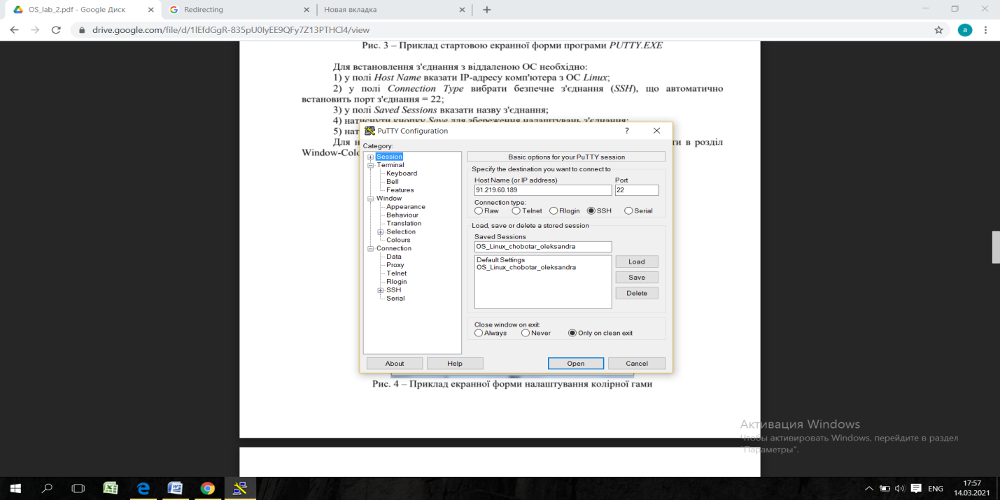 OS_lab_2.pdf - Google Диск
Redirecting
Новая вкладка
drive.google.com/file/d/1lEfdGgR-835pU0IyEE9QFy7Z13PTHCl4/view
a
Рис. 3 – Приклад стартовою екранної форми програми PUTTY.EXE
Для встановлення з'єднання з віддаленою ОС необхідно:
1) у полі Host Name вказати IP-адресу комп'ютера з ОС Linux;
2) у полі Connection Type вибрати безпечне з'єднання (SSH), що автоматично
встановить порт з'єднання = 22;
3) у полі Saved Sessions вказати назву з'єднання;
4) натиснути кнопку Save для збереження налаштувань з'єднання;
5) нат
Для н
и в розділ
Window-Colo
PuTTY Configuration
?
Category:
Session
Terminal
Keyboard
Bell
Features
Window
Appearance
Behaviour
Translation
Selection
Colours
Connection
Data
Proxy
Telnet
Rlogin
SSH
Serial
Basic options for your PuTTY session
Specify the destination you want to connect to
Host Name (or IP address) Port
91.219.60.189 22
Connection type:
Raw Telnet Rlogin SSH Serial
Load, save or delete a stored session
Saved Sessions
OS_Linux_chobotar_oleksandra
Default Settings
OS_Linux_chobotar_oleksandra
Load
Save
Delete
Close window on exit:
Always Never Only on clean exit
About Help Open Cancel
Рис. 4 – Приклад екранної форми налаштування колірної гами
Активация Windows
Чтобы активировать Windows, перейдите в раздел
"Параметры".
ENG
17:57
14.03.2021